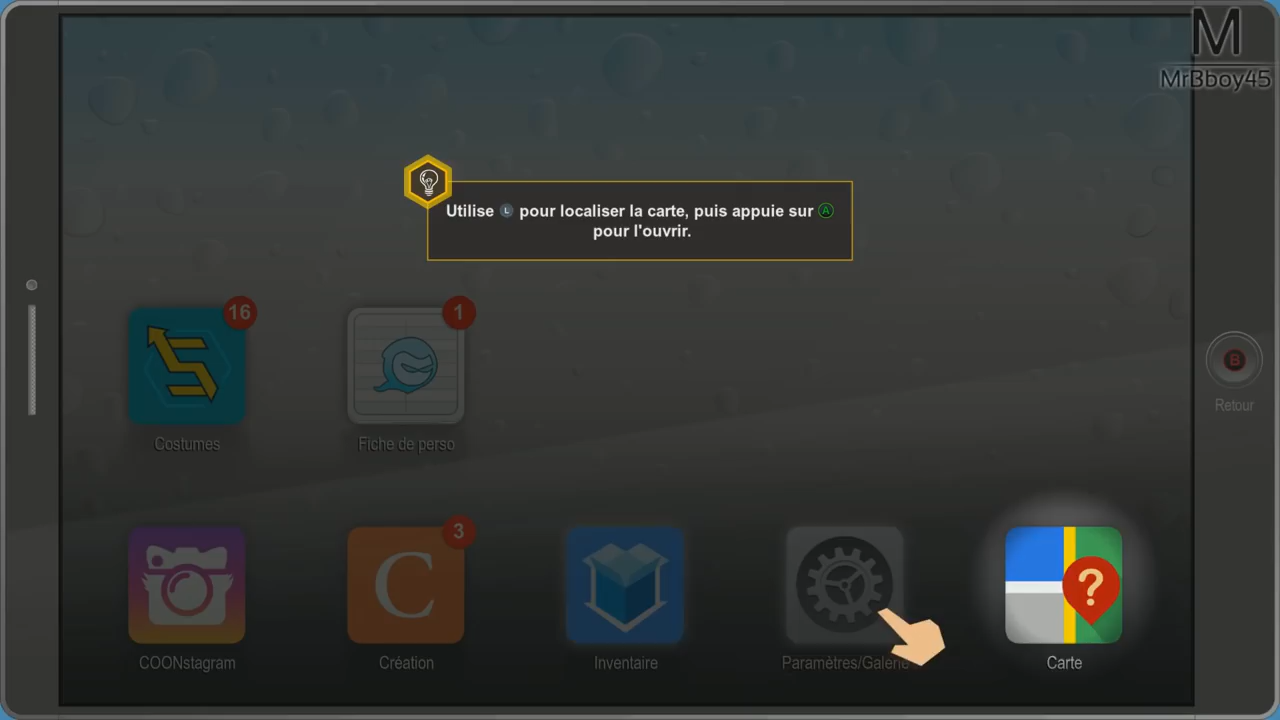 M
MrBboy45
Utilise L pour localiser la carte, puis appuie sur A
pour l'ouvrir.
16
1
B
Retour
Costumes
Fiche de perso
3
C
?
COONstagram
Création
Inventaire
Paramètres/Galerie
Carte